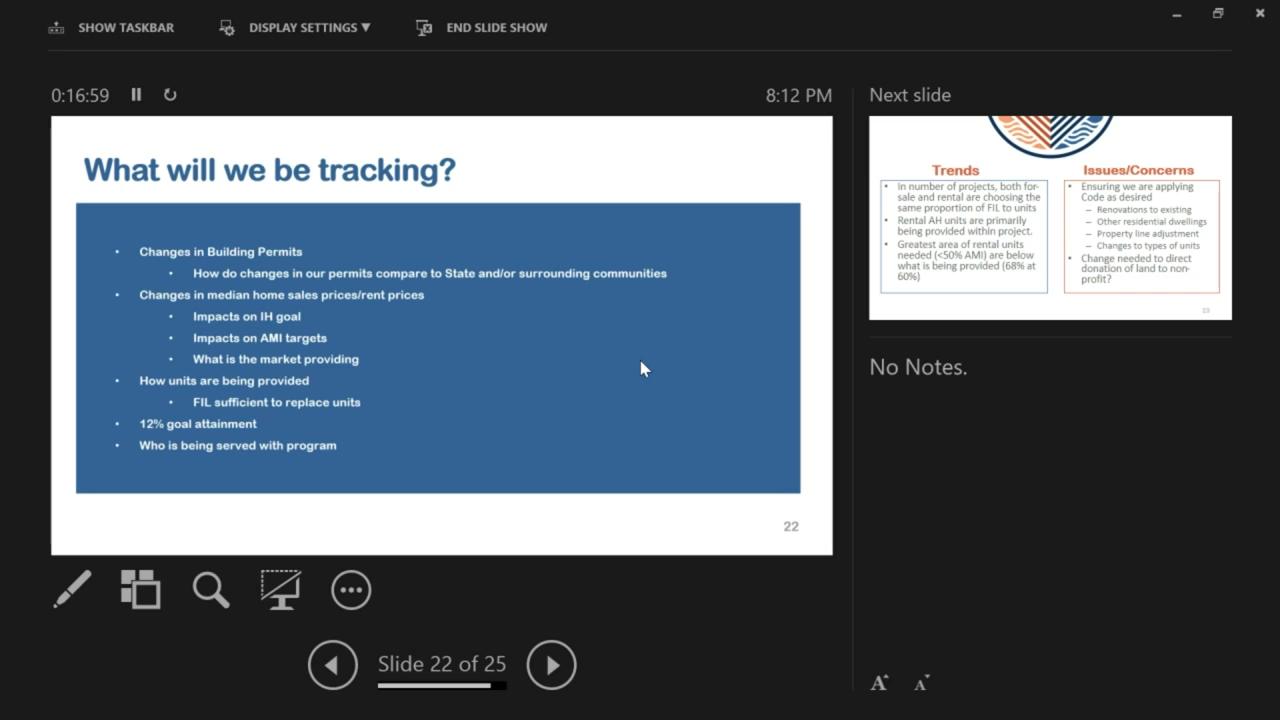 SHOW TASKBAR
DISPLAY SETTINGS ▼
END SLIDE SHOW
0:16:59
8:12 PM
What will we be tracking?
• Changes in Building Permits
• How do changes in our permits compare to State and/or surrounding communities
• Changes in median home sales prices/rent prices
• Impacts on IH goal
• Impacts on AMI targets
• What is the market providing
• How units are being provided
• FIL sufficient to replace units
• 12% goal attainment
• Who is being served with program
22
Slide 22 of 25
Next slide
Trends
• In number of projects, both for-
sale and rental are choosing the
same proportion of FIL to units
• Rental AH units are primarily
being provided within project.
• Greatest area of rental units
needed (<50% AMI) are below
what is being provided (68% at
60%)
Issues/Concerns
• Ensuring we are applying
Code as desired
– Renovations to existing
– Other residential dwellings
– Property line adjustment
– Changes to types of units
• Change needed to direct
donation of land to non-
profit?
23
No Notes.
A A